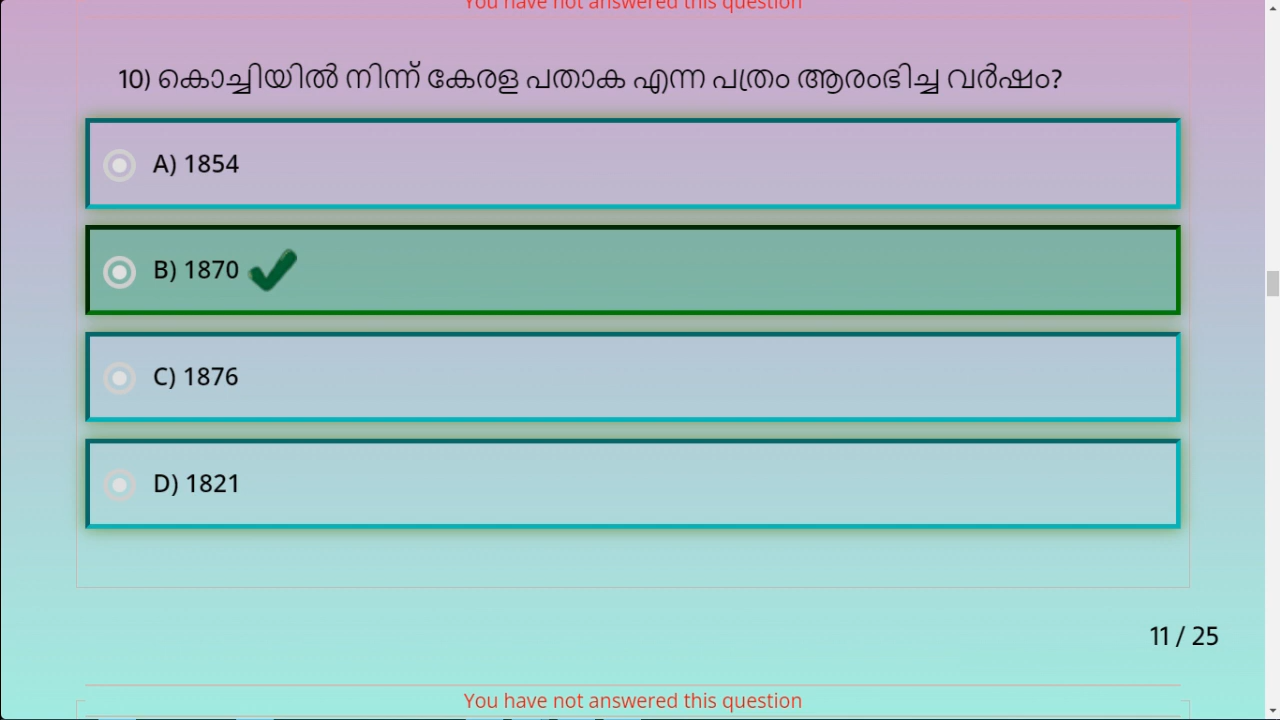 You have not answered this question
10) കൊച്ചിയിൽ നിന്ന് കേരള പതാക എന്ന പത്രം ആരംഭിച്ച വർഷം?
A) 1854
B) 1870
C) 1876
D) 1821
11 / 25
You have not answered this question